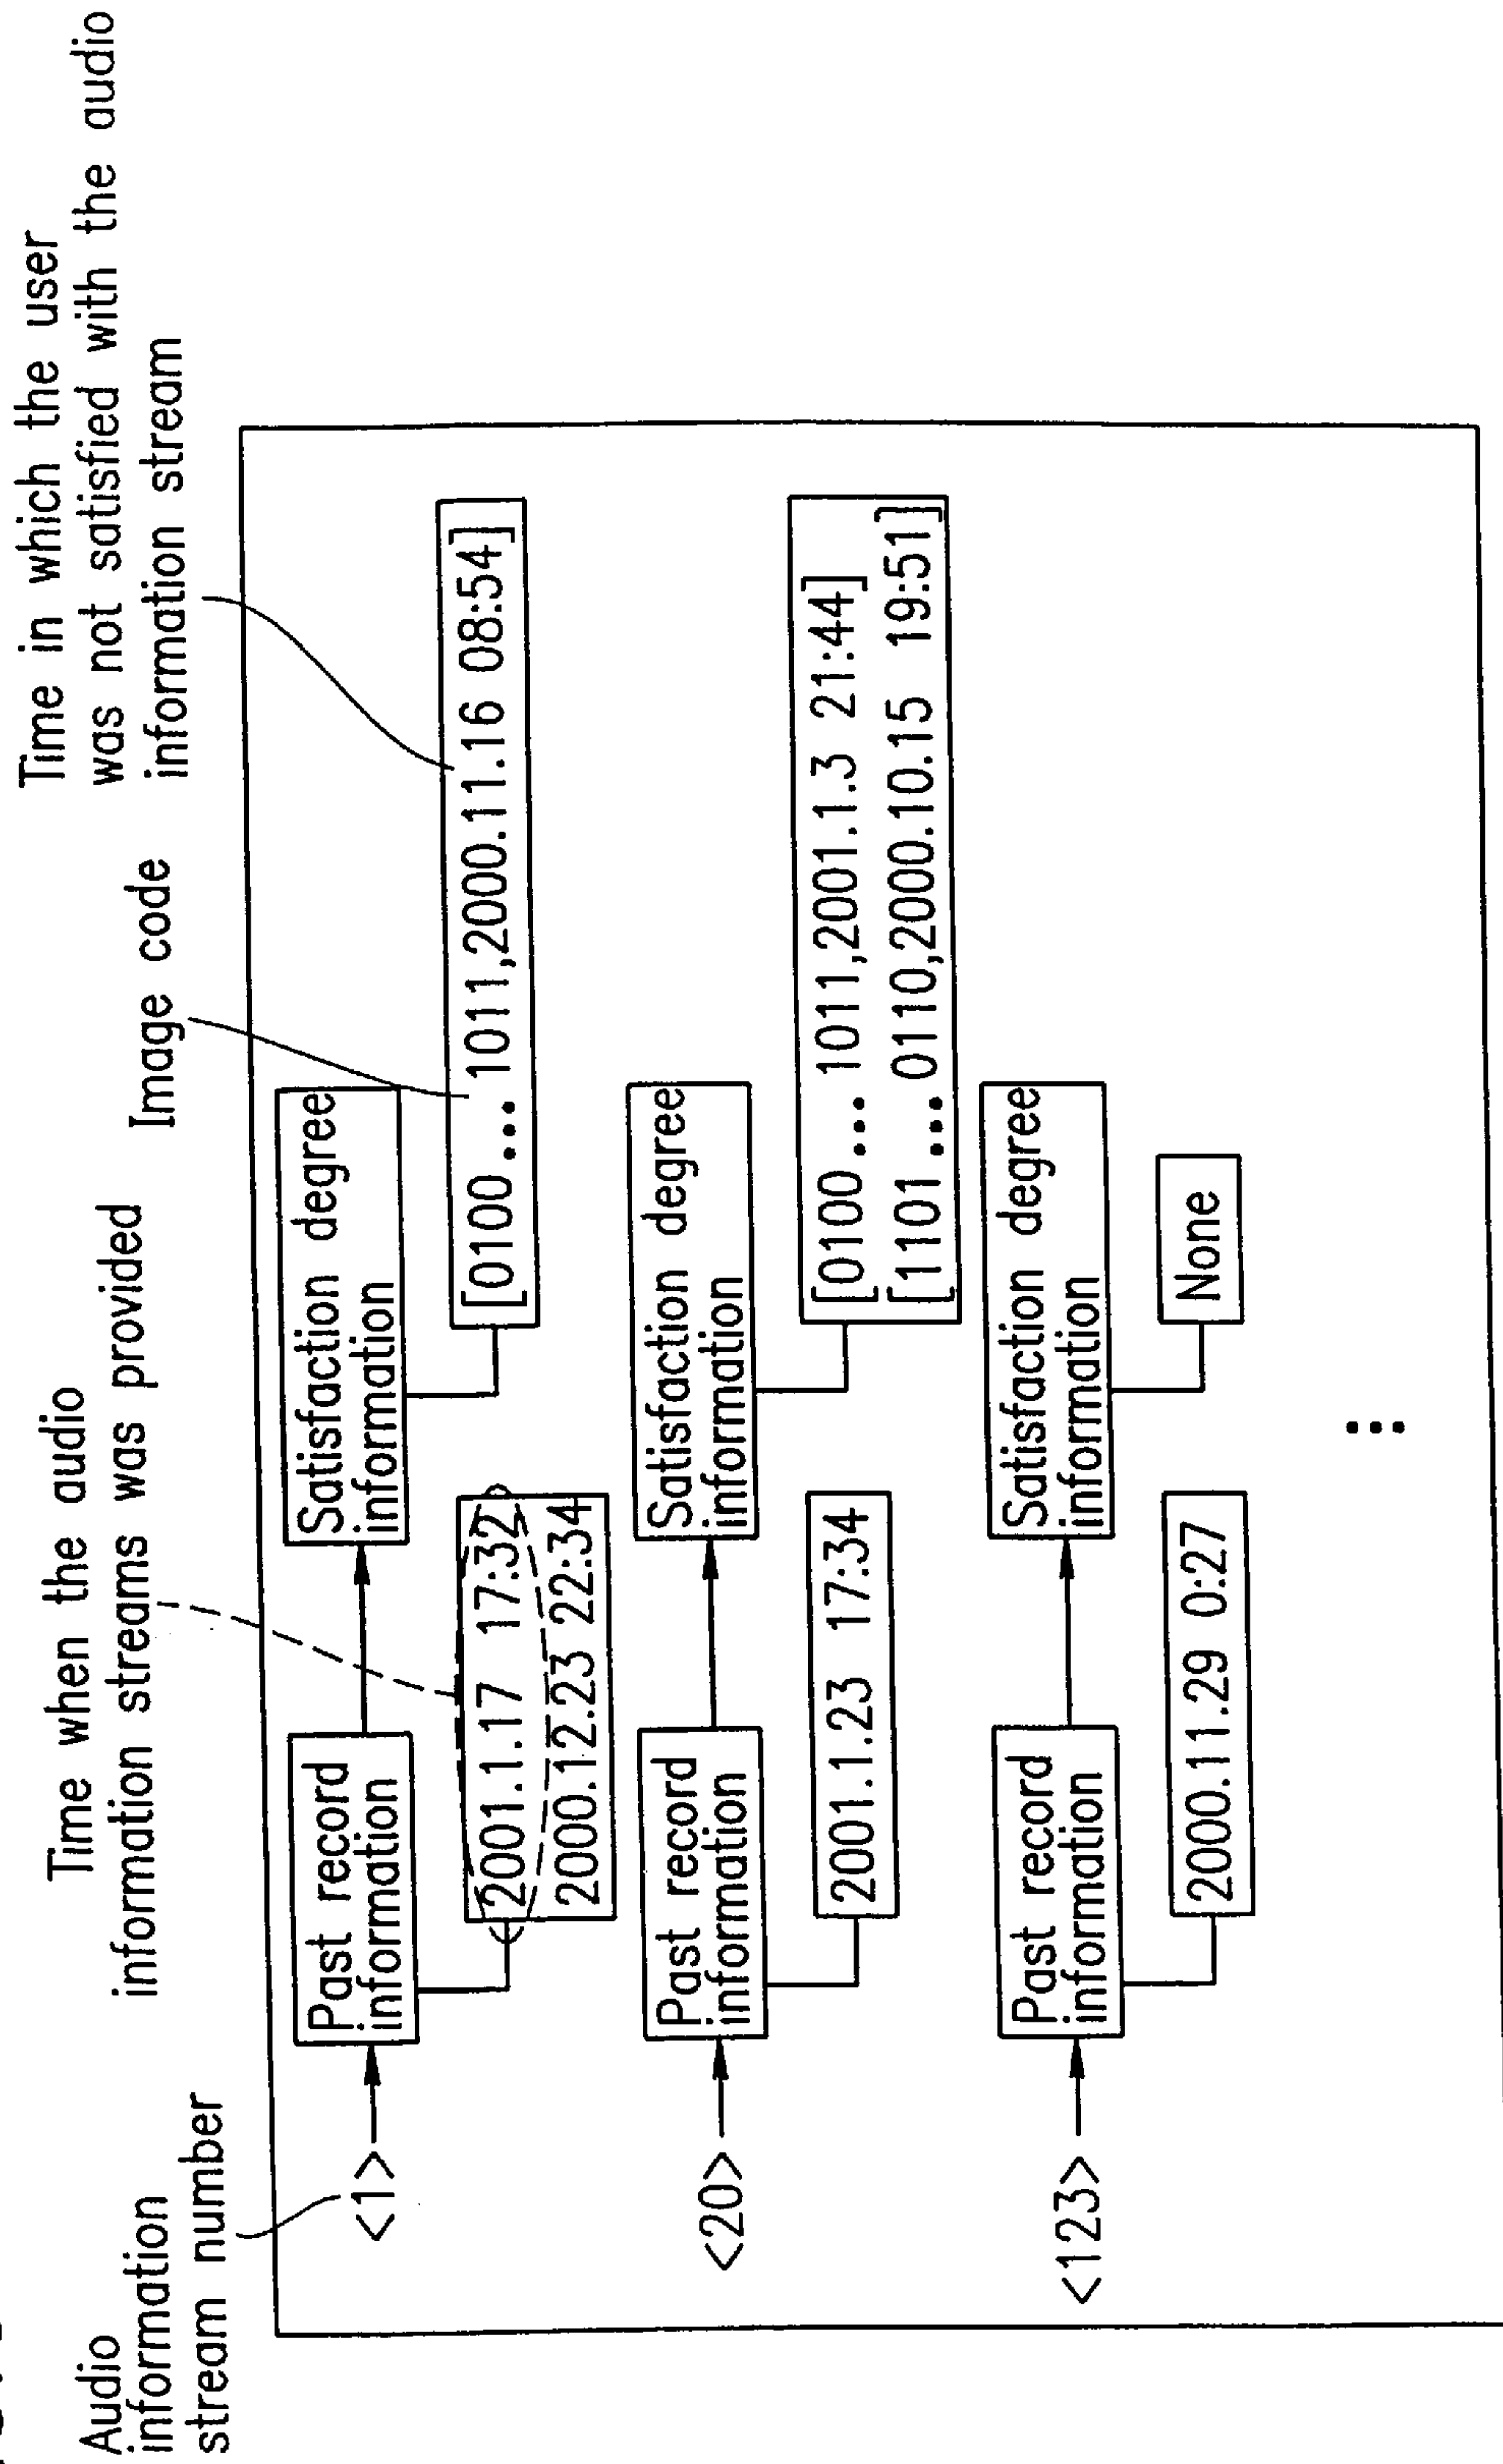 Audio
information
stream number
Time when the audio
information streams was provided
Image code
Time in which the user
was not satisfied with the audio
information stream
<1>
Past record
information
2001.1.17 17:32
2000.12.23 22:34
Satisfaction degree
information
[0100 ... 1011,2000.11.16 08:54]
<20>
Past record
information
2001.1.23 17:34
Satisfaction degree
information
[0100 ... 1011,2001.1.3 21:44]
[1101 ... 0110,2000.10.15 19:51]
<123>
Past record
information
2000.11.29 0:27
Satisfaction degree
information
None
...